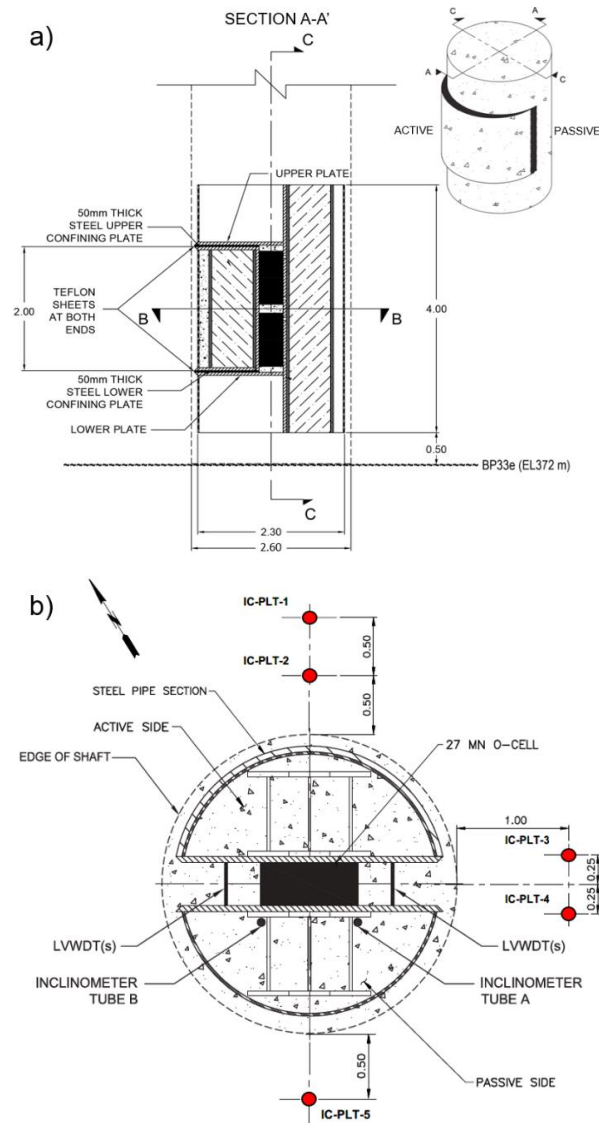 a)
SECTION A-A'
C
C
A
A
C
ACTIVE
PASSIVE
UPPER PLATE
50mm THICK
STEEL UPPER
CONFINING PLATE
TEFLON
SHEETS
AT BOTH
ENDS
2.00
B
B
4.00
50mm THICK
STEEL LOWER
CONFINING PLATE
LOWER PLATE
0.50
BP33e (EL372 m)
C
2.30
2.60
b)
IC-PLT-1
0.50
IC-PLT-2
0.50
STEEL PIPE SECTION
ACTIVE SIDE
27 MN O-CELL
EDGE OF SHAFT
1.00
IC-PLT-3
0.25
IC-PLT-4
0.25
LVWDT(s)
LVWDT(s)
INCLINOMETER
TUBE B
INCLINOMETER
TUBE A
0.50
PASSIVE SIDE
IC-PLT-5